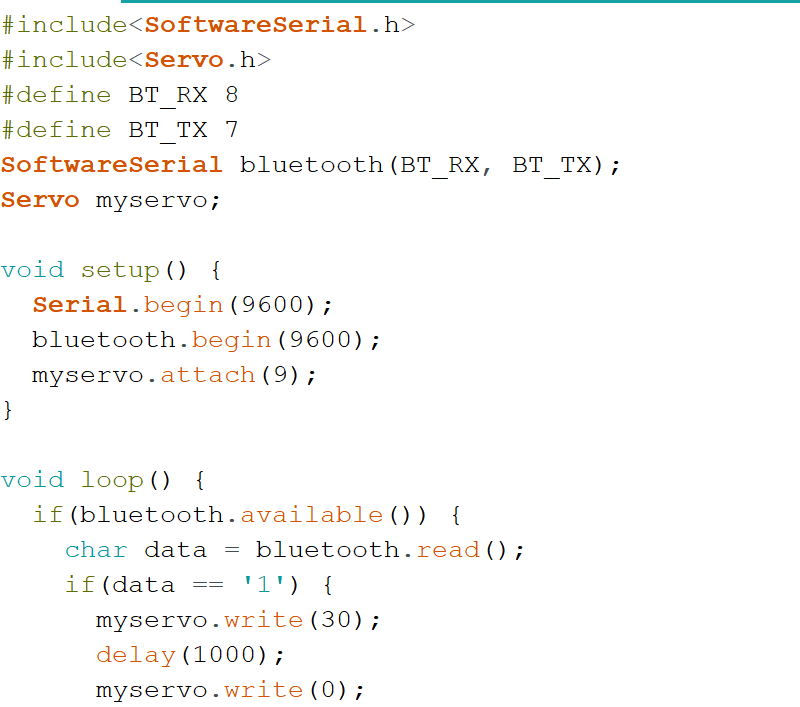 #include<SoftwareSerial.h>
#include<Servo.h>
#define BT_RX 8
#define BT_TX 7
SoftwareSerial bluetooth(BT_RX, BT_TX);
Servo myservo;

void setup() {
  Serial.begin(9600);
  bluetooth.begin(9600);
  myservo.attach(9);
}

void loop() {
  if(bluetooth.available()) {
    char data = bluetooth.read();
    if(data == '1') {
      myservo.write(30);
      delay(1000);
      myservo.write(0);